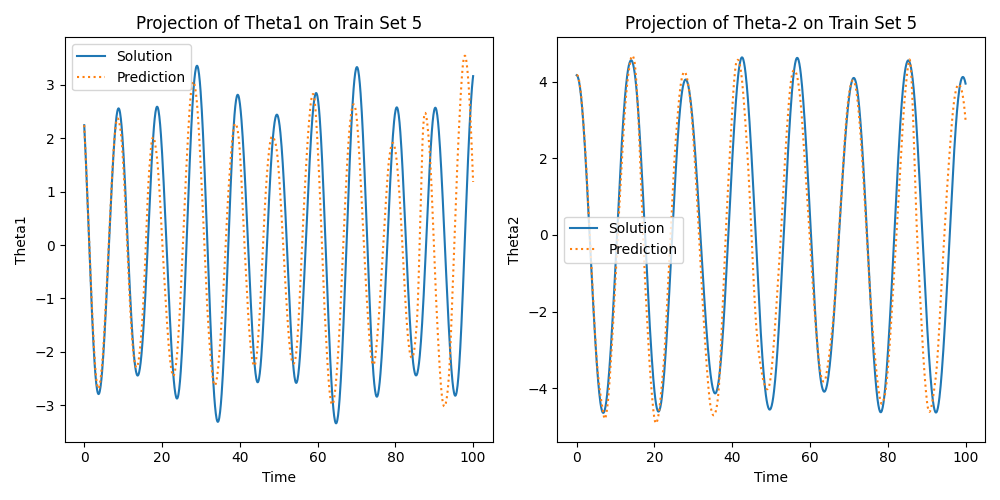 Projection of Theta1 on Train Set 5
Solution
Prediction
3
2
1
0
−1
−2
−3
Theta1
0
20
40
60
80
100
Time
Projection of Theta-2 on Train Set 5
4
2
0
−2
−4
Theta2
Solution
Prediction
0
20
40
60
80
100
Time